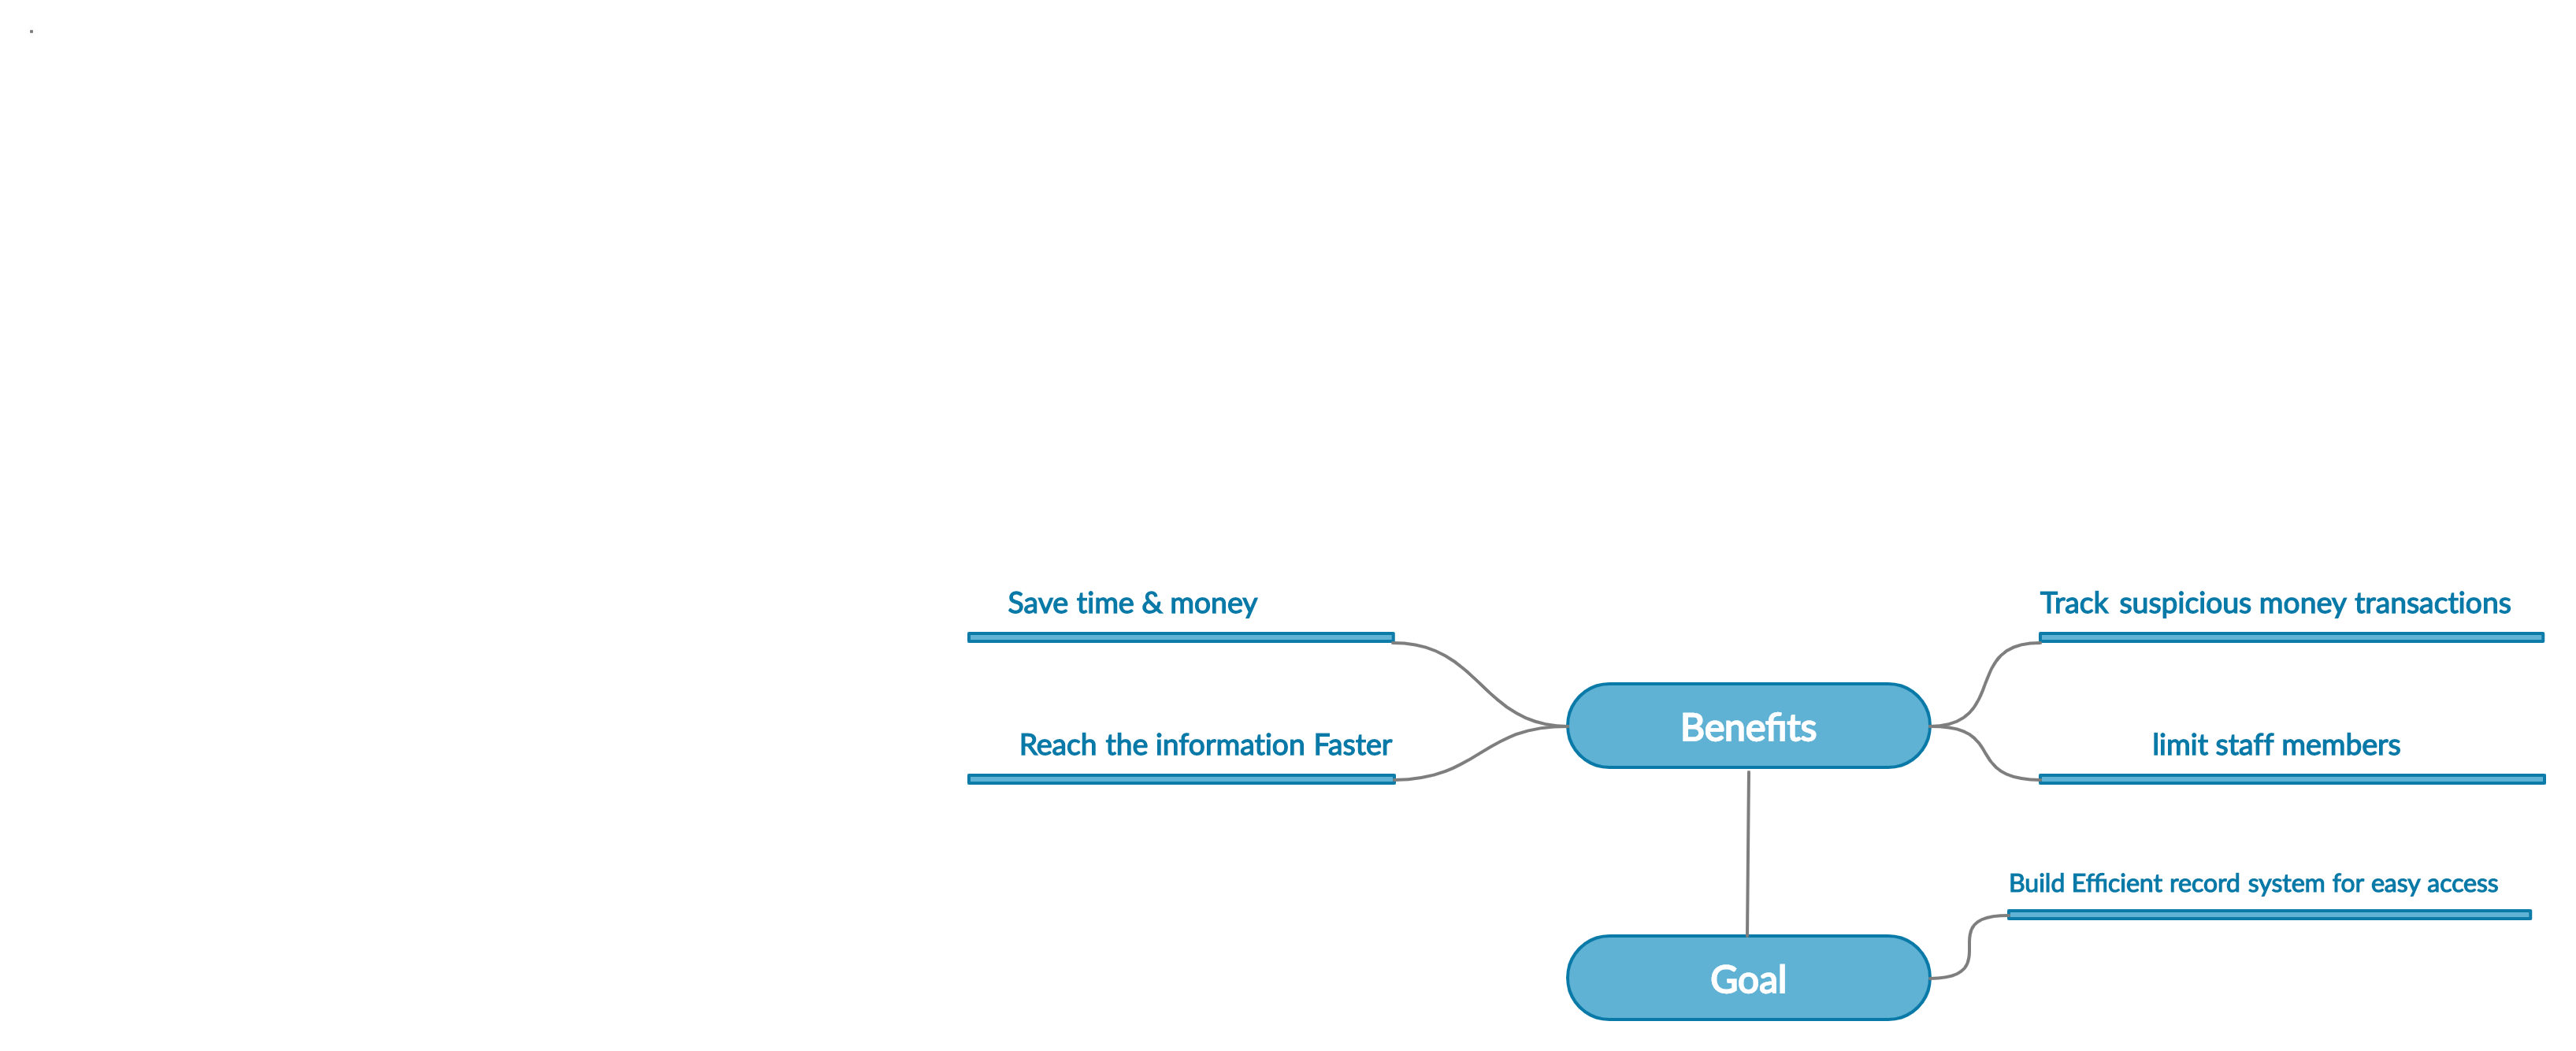 Save time & money
Track suspicious money transactions
Benefits
Reach the information Faster
limit staff members
Build Efficient record system for easy access
Goal